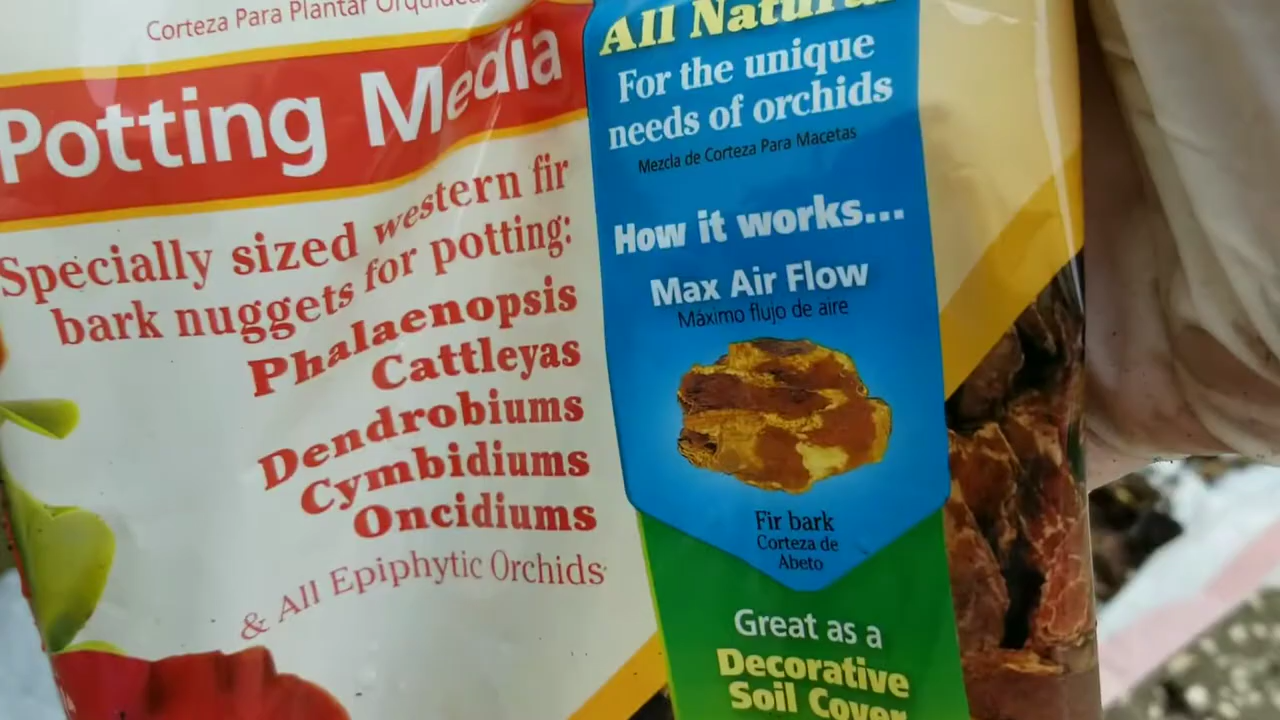 Corteza Para Plantar
Potting Media
Specially sized western fir
bark nuggets for potting:
Phalaenopsis
Cattleyas
Dendrobiums
Cymbidiums
Oncidiums
& All Epiphytic Orchids
All Natural
For the unique
needs of orchids
Mezcla de Corteza Para Macetas
How it works...
Max Air Flow
Máximo flujo de aire
Fir bark
Corteza de
Abeto
Great as a
Decorative
Soil Cover